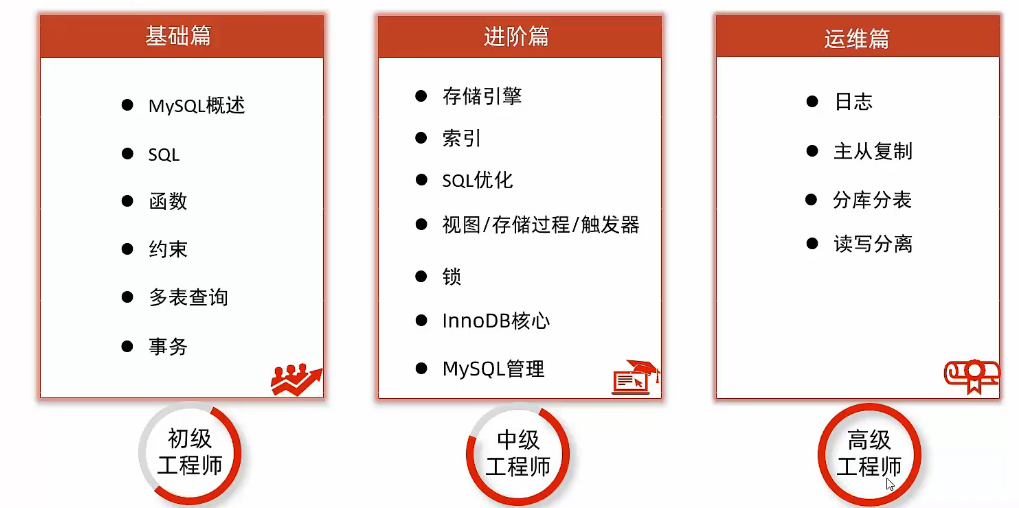 基础篇
MySQL概述
SQL
函数
约束
多表查询
事务
初级
工程师
进阶篇
存储引擎
索引
SQL优化
视图/存储过程/触发器
锁
InnoDB核心
MySQL管理
中级
工程师
运维篇
日志
主从复制
分库分表
读写分离
高级
工程师